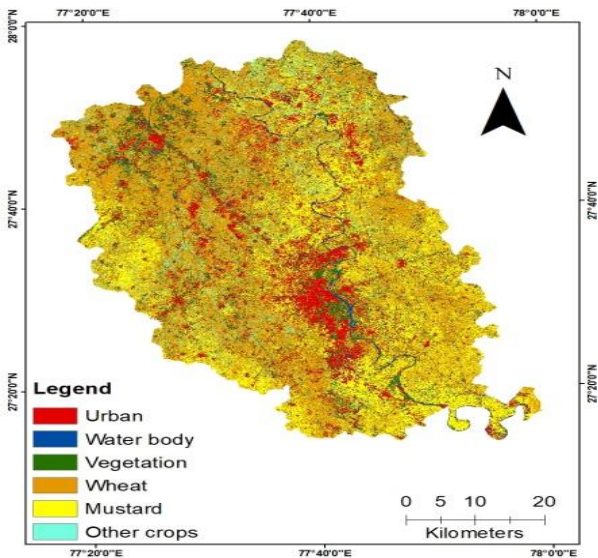 77°20'0"E 77°40'0"E 78°0'0"E
28°0'0"N
N
27°40'0"N 27°40'0"N
27°20'0"N 27°20'0"N
Legend
Urban
Water body
Vegetation
Wheat
Mustard
Other crops
0 5 10 20
Kilometers
77°20'0"E 77°40'0"E 78°0'0"E